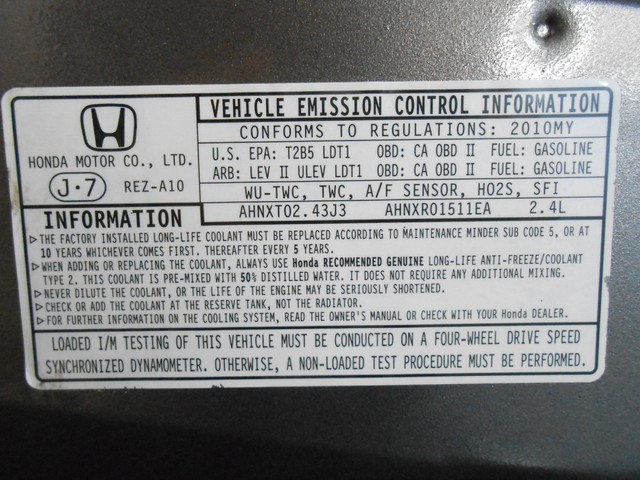 VEHICLE EMISSION CONTROL INFORMATION
CONFORMS TO REGULATIONS: 2010MY
HONDA MOTOR CO., LTD.
J·7 REZ-A10
U.S. EPA: T2B5 LDT1 OBD: CA OBD II FUEL: GASOLINE
ARB: LEV II ULEV LDT1 OBD: CA OBD II FUEL: GASOLINE
WU-TWC, TWC, A/F SENSOR, HO2S, SFI
AHNXT02.43J3 AHNXR0151IEA 2.4L
INFORMATION
▷THE FACTORY INSTALLED LONG-LIFE COOLANT MUST BE REPLACED ACCORDING TO MAINTENANCE MINDER SUB CODE 5, OR AT
10 YEARS WHICHEVER COMES FIRST. THEREAFTER EVERY 5 YEARS.
▷WHEN ADDING OR REPLACING THE COOLANT, ALWAYS USE Honda RECOMMENDED GENUINE LONG-LIFE ANTI-FREEZE/COOLANT
TYPE 2. THIS COOLANT IS PRE-MIXED WITH 50% DISTILLED WATER. IT DOES NOT REQUIRE ANY ADDITIONAL MIXING.
▷NEVER DILUTE THE COOLANT, OR THE LIFE OF THE ENGINE MAY BE SERIOUSLY SHORTENED.
▷CHECK OR ADD THE COOLANT AT THE RESERVE TANK, NOT THE RADIATOR.
▷FOR FURTHER INFORMATION ON THE COOLING SYSTEM, READ THE OWNER'S MANUAL OR CHECK WITH YOUR Honda DEALER.
LOADED I/M TESTING OF THIS VEHICLE MUST BE CONDUCTED ON A FOUR-WHEEL DRIVE SPEED
SYNCHRONIZED DYNAMOMETER. OTHERWISE, A NON-LOADED TEST PROCEDURE MUST BE PERFORMED.